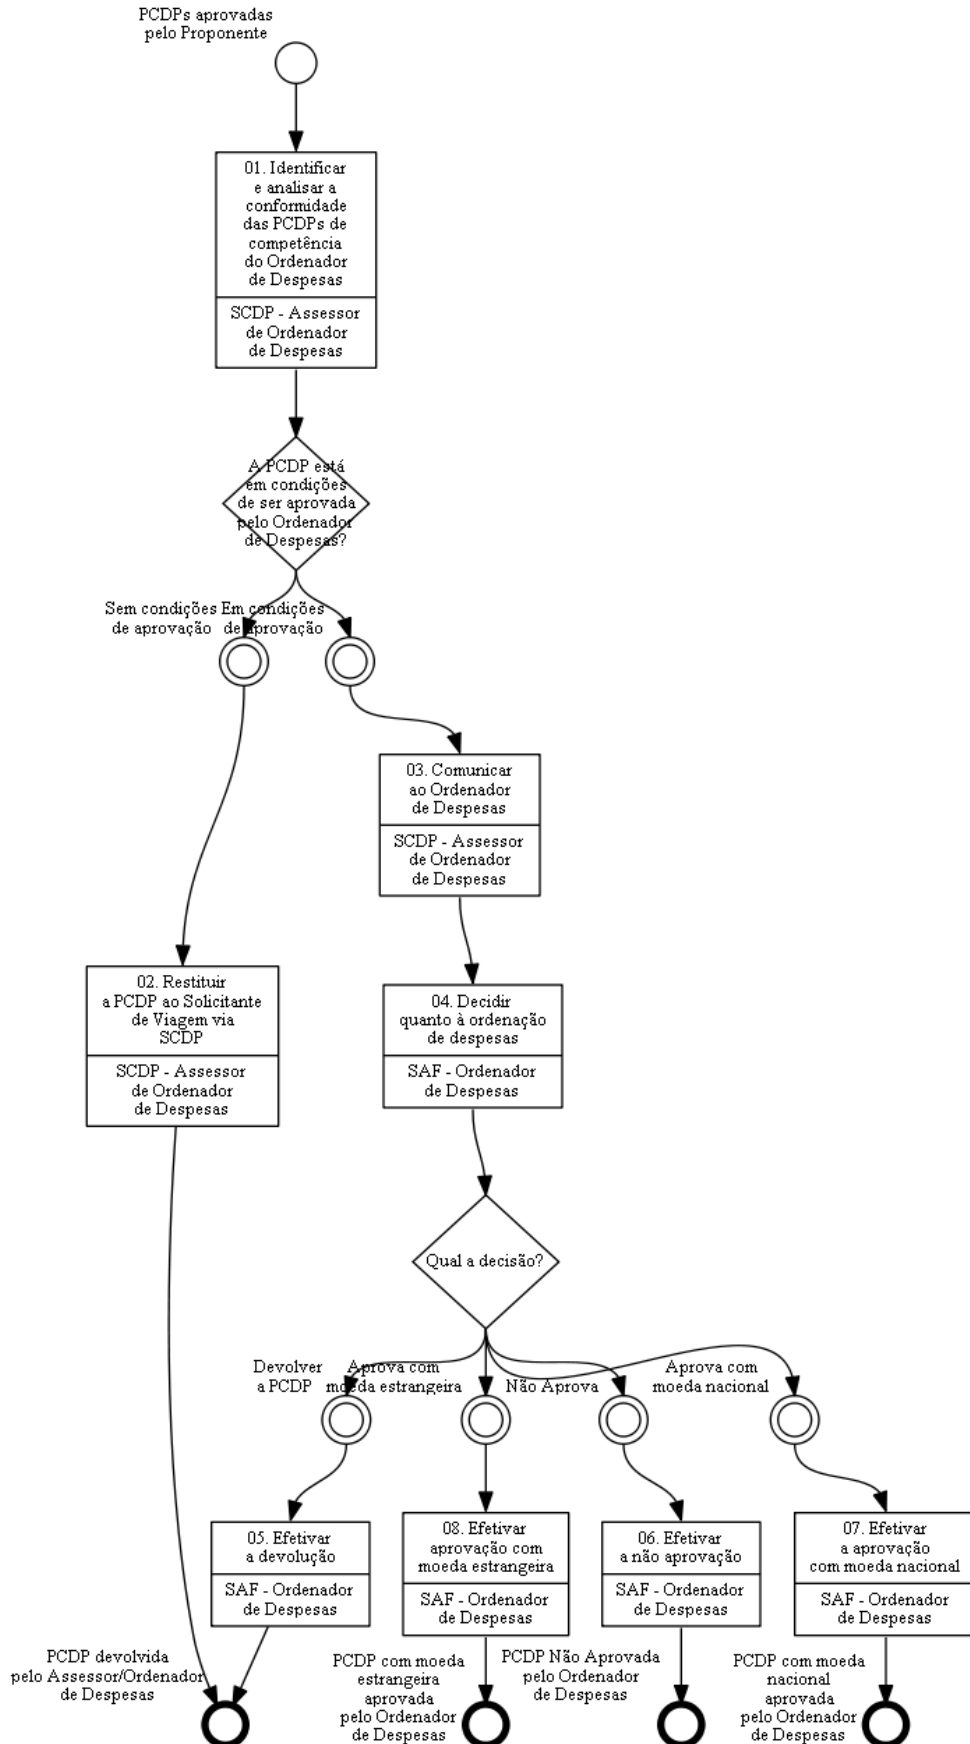 PCDPs aprovadas
pelo Proponente
01. Identificar
e analisar a
conformidade
das PCDPs de
competência
do Ordenador
de Despesas
SCDP - Assessor
de Ordenador
de Despesas
A PCDP está
em condições
de ser aprovada
pelo Ordenador
de Despesas?
Sem condições
de aprovação
Em condições
de aprovação
03. Comunicar
ao Ordenador
de Despesas
SCDP - Assessor
de Ordenador
de Despesas
02. Restituir
a PCDP ao Solicitante
de Viagem via
SCDP
SCDP - Assessor
de Ordenador
de Despesas
04. Decidir
quanto à ordenação
de despesas
SAF - Ordenador
de Despesas
Qual a decisão?
Devolver
a PCDP
Aprova com
moeda estrangeira
Não Aprova
Aprova com
moeda nacional
05. Efetivar
a devolução
SAF - Ordenador
de Despesas
08. Efetivar
aprovação com
moeda estrangeira
SAF - Ordenador
de Despesas
06. Efetivar
a não aprovação
SAF - Ordenador
de Despesas
07. Efetivar
a aprovação
com moeda nacional
SAF - Ordenador
de Despesas
PCDP devolvida
pelo Assessor/Ordenador
de Despesas
PCDP com moeda
estrangeira
aprovada
pelo Ordenador
de Despesas
PCDP Não Aprovada
pelo Ordenador
de Despesas
PCDP com moeda
nacional
aprovada
pelo Ordenador
de Despesas